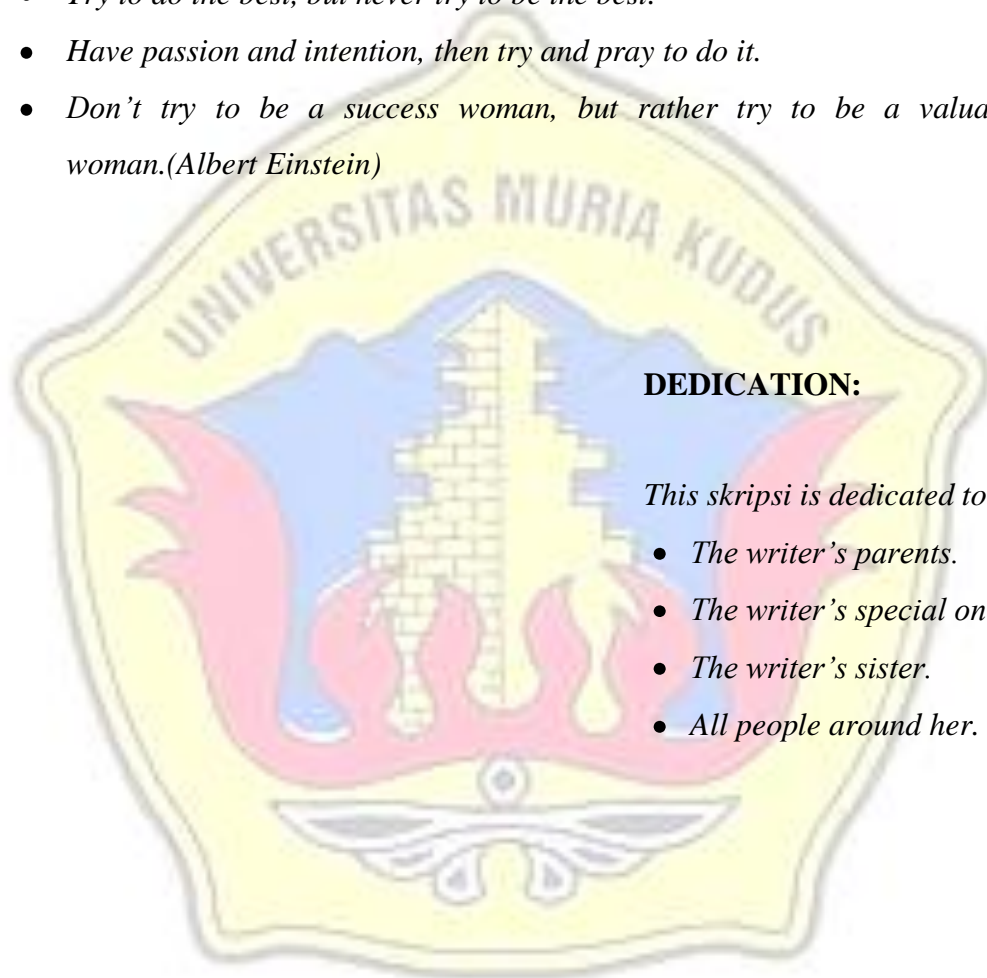 • Try to do the best, but never try to be the best.
• Have passion and intention, then try and pray to do it.
• Don’t try to be a success woman, but rather try to be a
woman.(Albert Einstein)
UNIVERSITAS MURIA KUDUS
DEDICATION:
This skripsi is dedicated to
• The writer’s parents.
• The writer’s special
• The writer’s sister.
• All people around her.